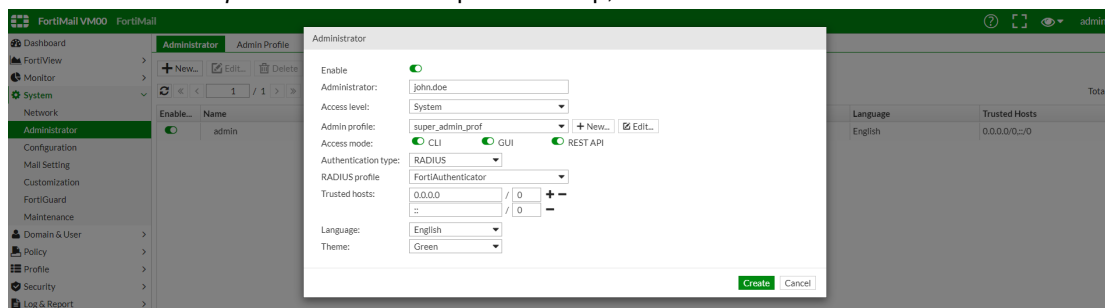 FortiMail VM00 FortiMail admin
Dashboard
FortiView
Monitor
System
Network
Administrator
Configuration
Mail Setting
Customization
FortiGuard
Maintenance
Domain & User
Policy
Profile
Security
Log & Report
Administrator Admin Profile
New... Edit... Delete
1 / 1
Enable... Name Language Trusted Hosts
admin English 0.0.0.0/0,::/0
Administrator
Enable
Administrator: john.doe
Access level: System
Admin profile: super_admin_prof New... Edit...
Access mode: CLI GUI REST API
Authentication type: RADIUS
RADIUS profile FortiAuthenticator
Trusted hosts: 0.0.0.0 / 0
:: / 0
Language: English
Theme: Green
Create Cancel